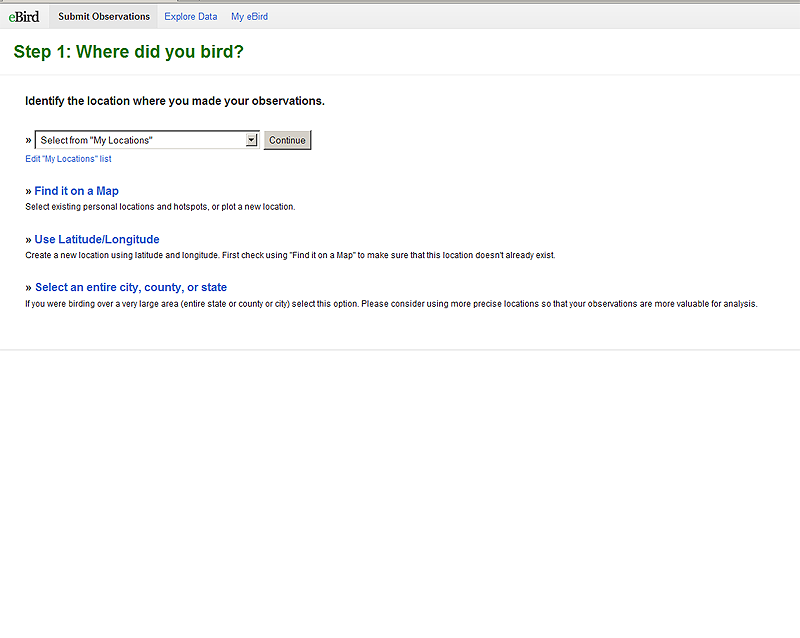 eBird Submit Observations Explore Data My eBird
Step 1: Where did you bird?
Identify the location where you made your observations.
» Select from "My Locations" Continue
Edit "My Locations" list
» Find it on a Map
Select existing personal locations and hotspots, or plot a new location.
» Use Latitude/Longitude
Create a new location using latitude and longitude. First check using "Find it on a Map" to make sure that this location doesn't already exist.
» Select an entire city, county, or state
If you were birding over a very large area (entire state or county or city) select this option. Please consider using more precise locations so that your observations are more valuable for analysis.